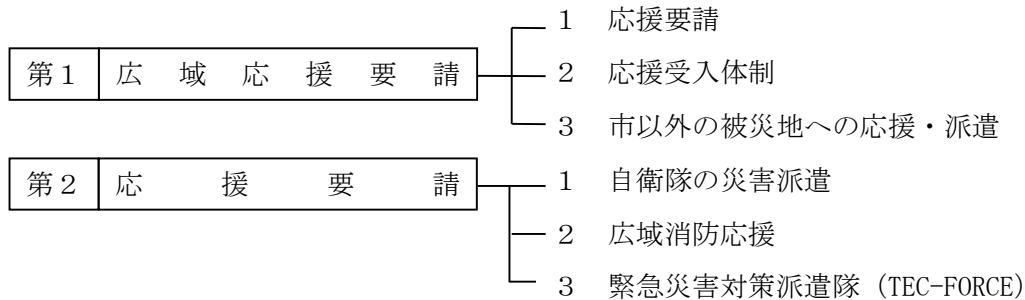 1 応援要請
第1 広域応援要請
2 応援受入体制
3 市以外の被災地への応援・派遣
第2 応援要請
1 自衛隊の災害派遣
2 広域消防応援
3 緊急災害対策派遣隊（TEC-FORCE）